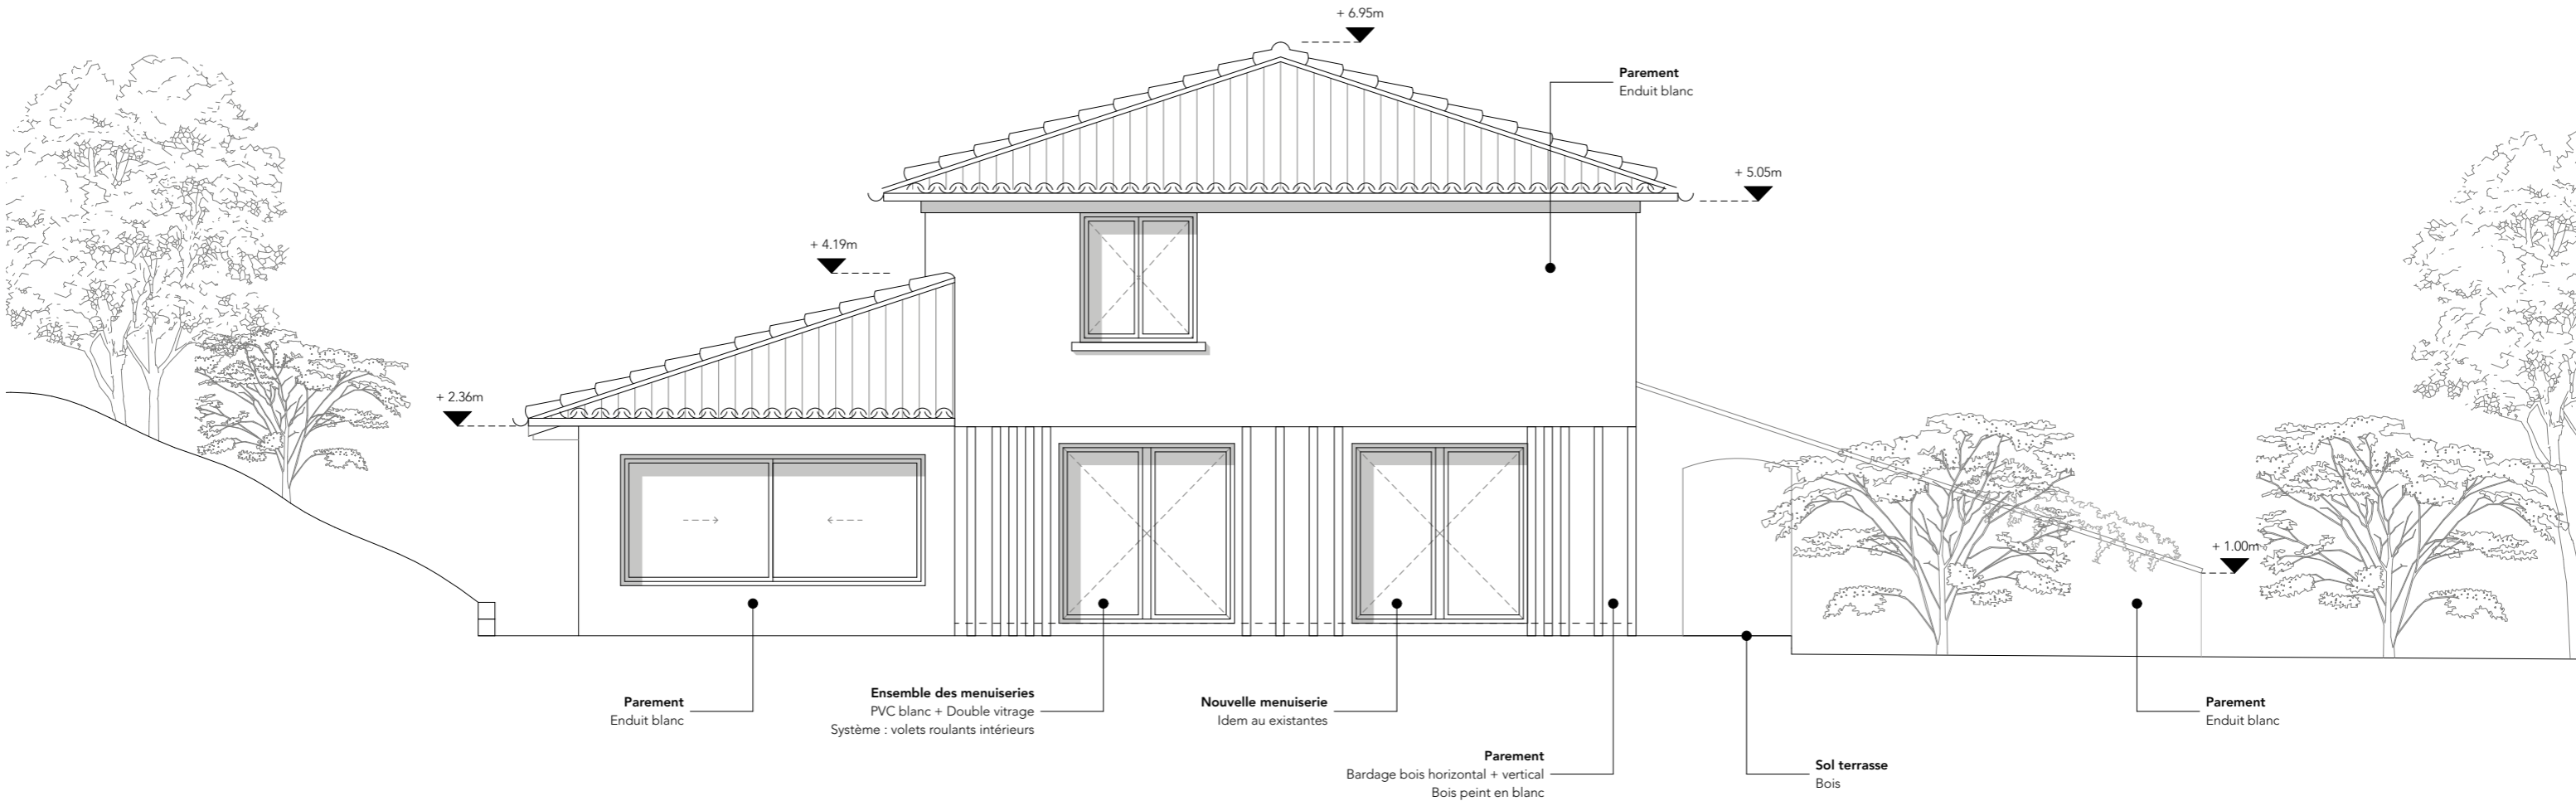 + 6.95m
Parement
Enduit blanc
+ 5.05m
+ 4.19m
+ 2.36m
+ 1.00m
Parement
Enduit blanc
Ensemble des menuiseries
PVC blanc + Double vitrage
Système : volets roulants intérieurs
Nouvelle menuiserie
Idem au existantes
Parement
Bardage bois horizontal + vertical
Bois peint en blanc
Sol terrasse
Bois
Parement
Enduit blanc